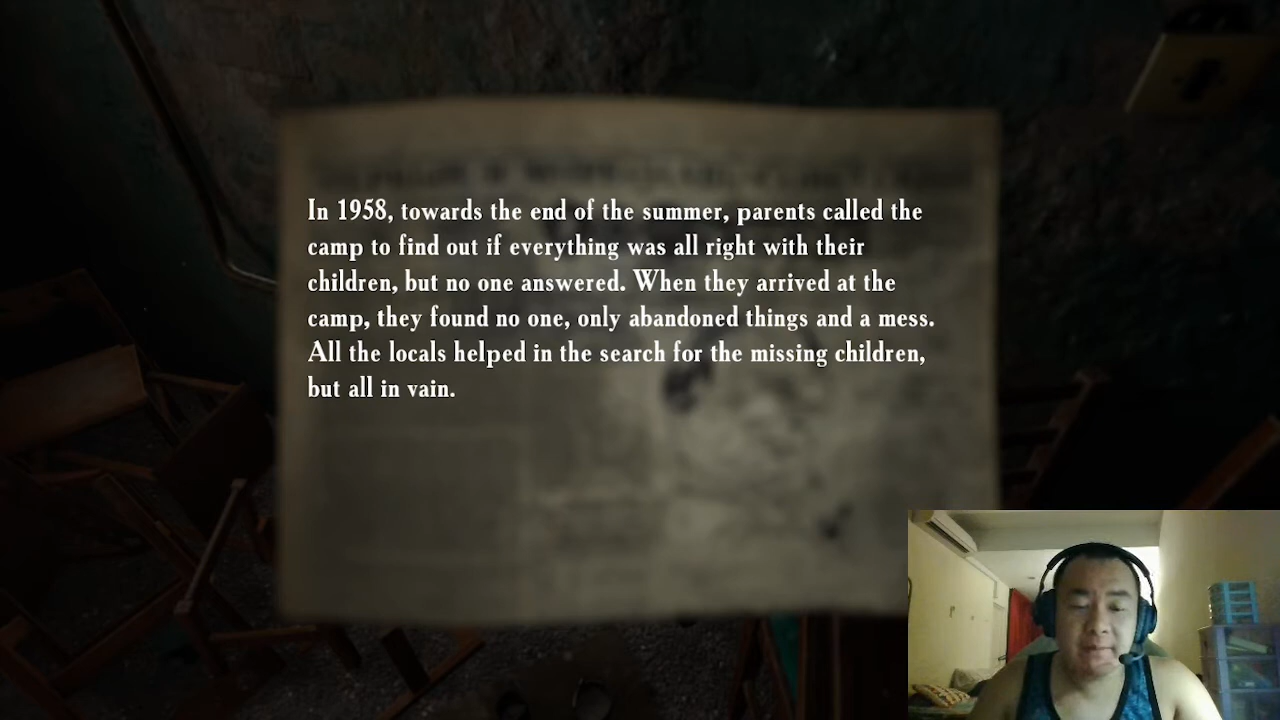 In 1958, towards the end of the summer, parents called the
camp to find out if everything was all right with their
children, but no one answered. When they arrived at the
camp, they found no one, only abandoned things and a mess.
All the locals helped in the search for the missing children,
but all in vain.